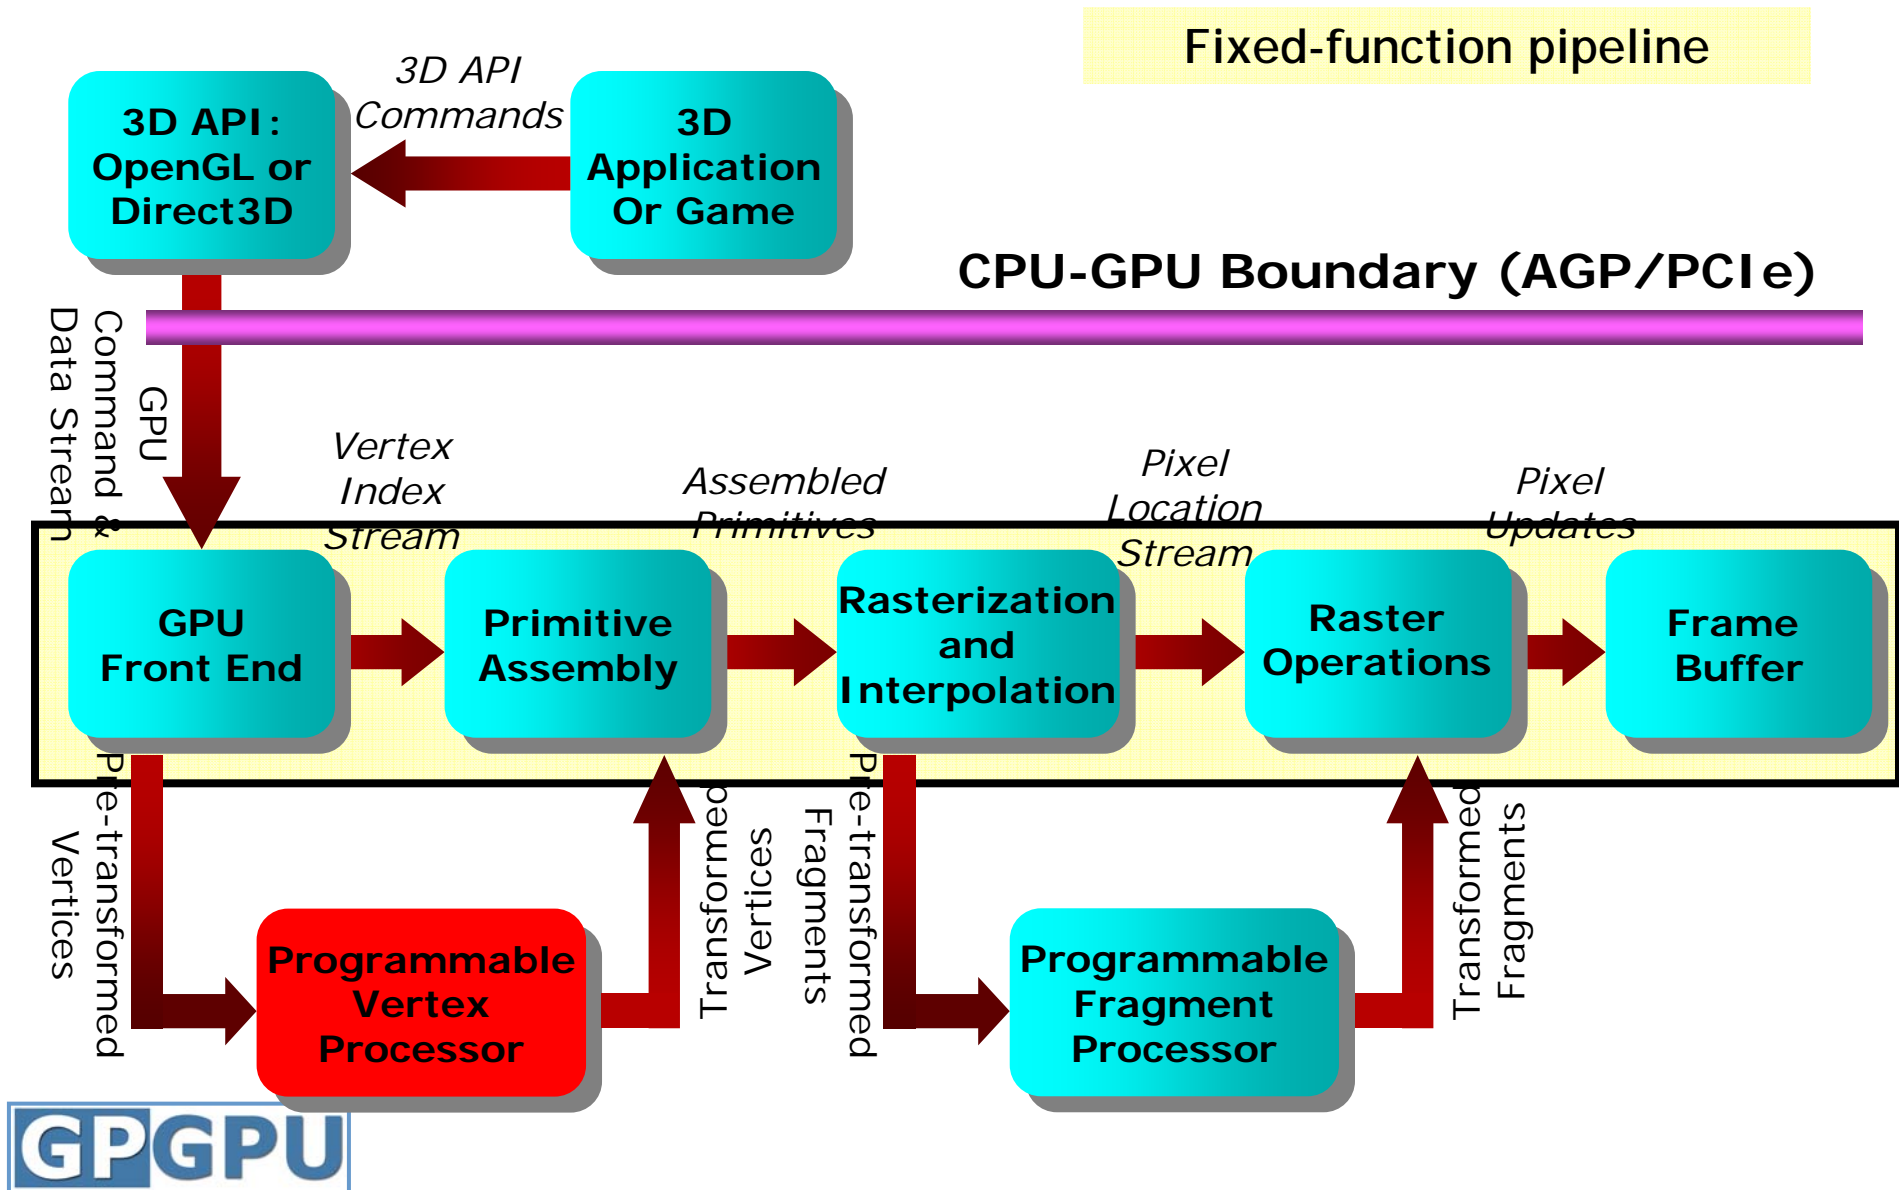 Fixed-function pipeline
3D API
Commands
3D API:
OpenGL or
Direct3D
3D
Application
Or Game
CPU-GPU Boundary (AGP/PCIe)
GPU
Command &
Data Stream
Vertex
Index
Stream
Assembled
Primitives
Pixel
Location
Stream
Pixel
Updates
GPU
Front End
Primitive
Assembly
Rasterization
and
Interpolation
Raster
Operations
Frame
Buffer
Pre-transformed
Vertices
Transformed
Vertices
Pre-transformed
Fragments
Transformed
Fragments
Programmable
Vertex
Processor
Programmable
Fragment
Processor
GPGPU